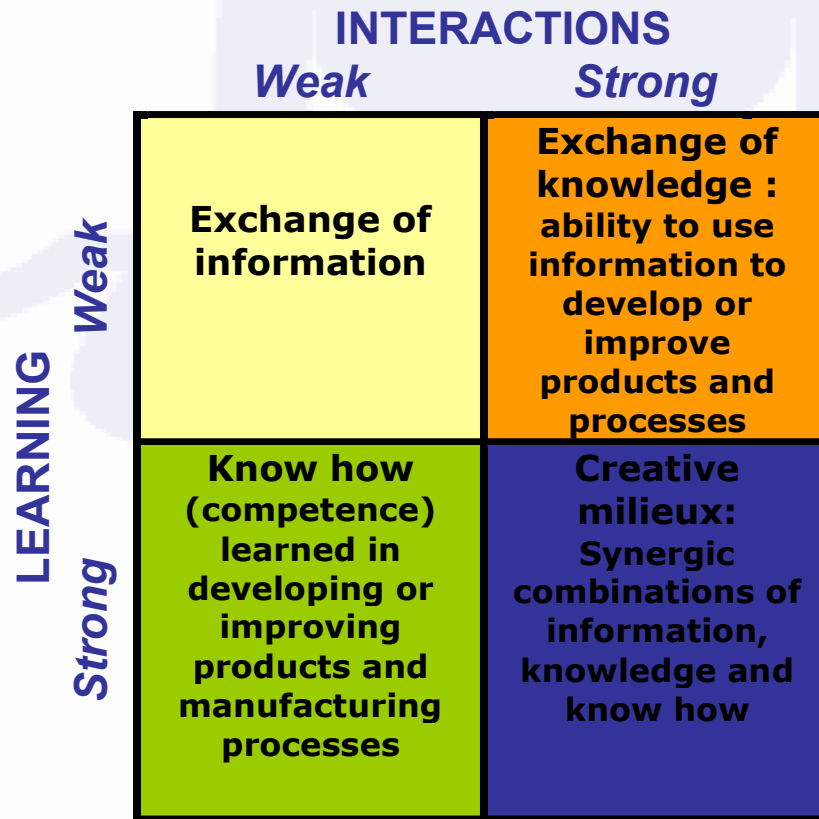 INTERACTIONS
Weak Strong
LEARNING
Weak
Exchange of
information
Exchange of
knowledge :
ability to use
information to
develop or
improve
products and
processes
Strong
Know how
(competence)
learned in
developing or
improving
products and
manufacturing
processes
Creative
milieux:
Synergic
combinations of
information,
knowledge and
know how